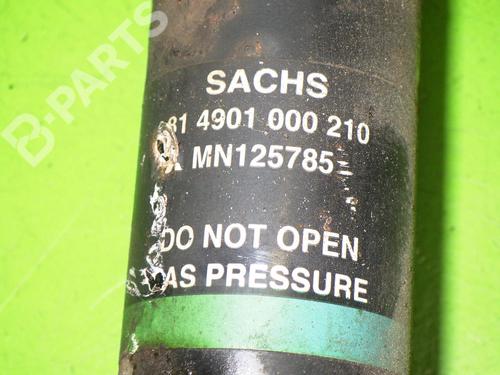 B-PARTS
SACHS
81 4901 000 210
MN125785
DO NOT OPEN
GAS PRESSURE